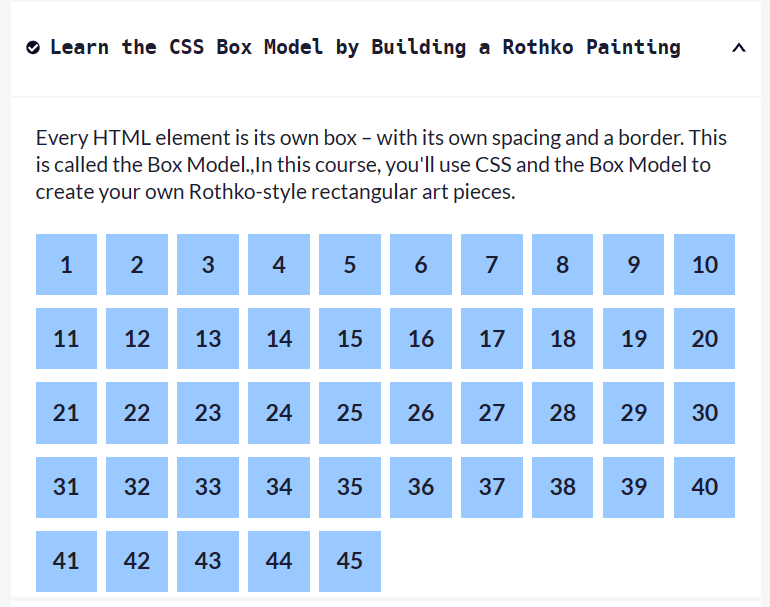 Learn the CSS Box Model by Building a Rothko Painting
Every HTML element is its own box – with its own spacing and a border. This
is called the Box Model.,In this course, you'll use CSS and the Box Model to
create your own Rothko-style rectangular art pieces.
1 2 3 4 5 6 7 8 9 10
11 12 13 14 15 16 17 18 19 20
21 22 23 24 25 26 27 28 29 30
31 32 33 34 35 36 37 38 39 40
41 42 43 44 45